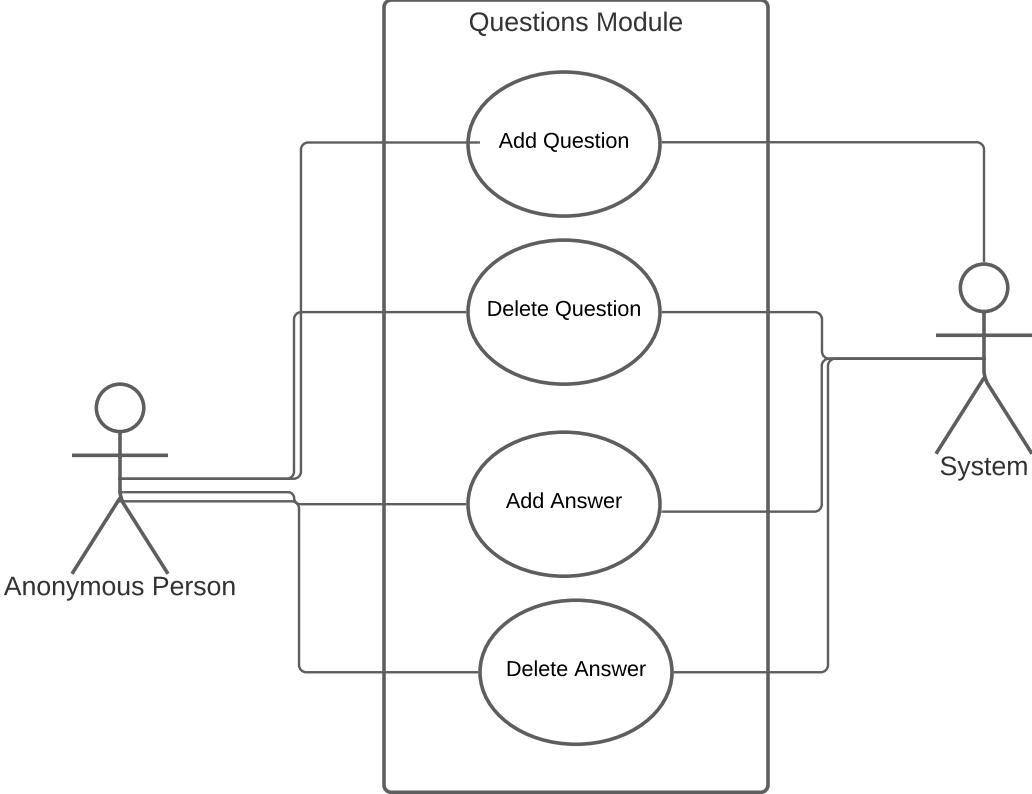 Questions Module
Add Question
Delete Question
System
Add Answer
Anonymous Person
Delete Answer